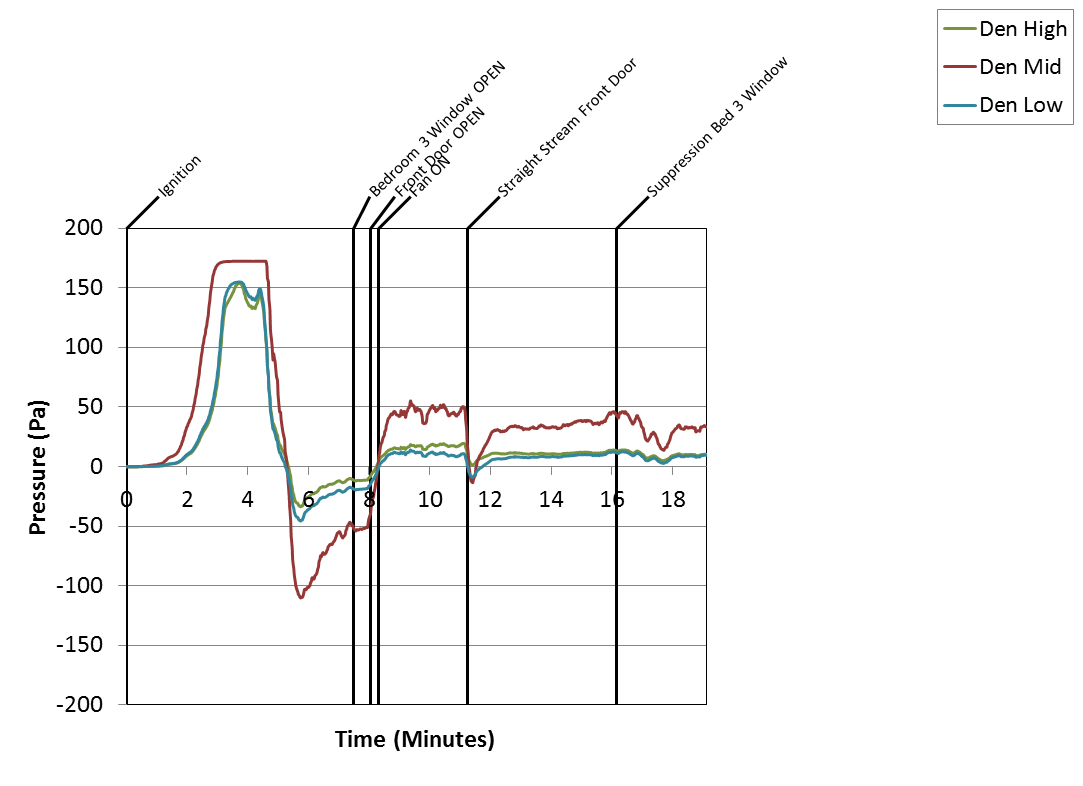 Den High
Den Mid
Den Low
Ignition
Bedroom 3 Window OPEN
Front Door OPEN
Fan ON
Straight Stream Front Door
Suppression Bed 3 Window
200
150
100
50
0
-50
-100
-150
-200
0 2 4 6 8 10 12 14 16 18
Pressure (Pa)
Time (Minutes)